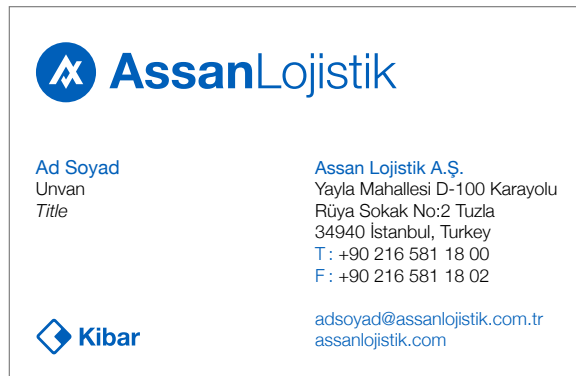 AssanLojistik
Ad Soyad
Unvan
Title
Assan Lojistik A.Ş.
Yayla Mahallesi D-100 Karayolu
Rüya Sokak No:2 Tuzla
34940 İstanbul, Turkey
T : +90 216 581 18 00
F : +90 216 581 18 02
adsoyad@assanlojistik.com.tr
assanlojistik.com
Kibar